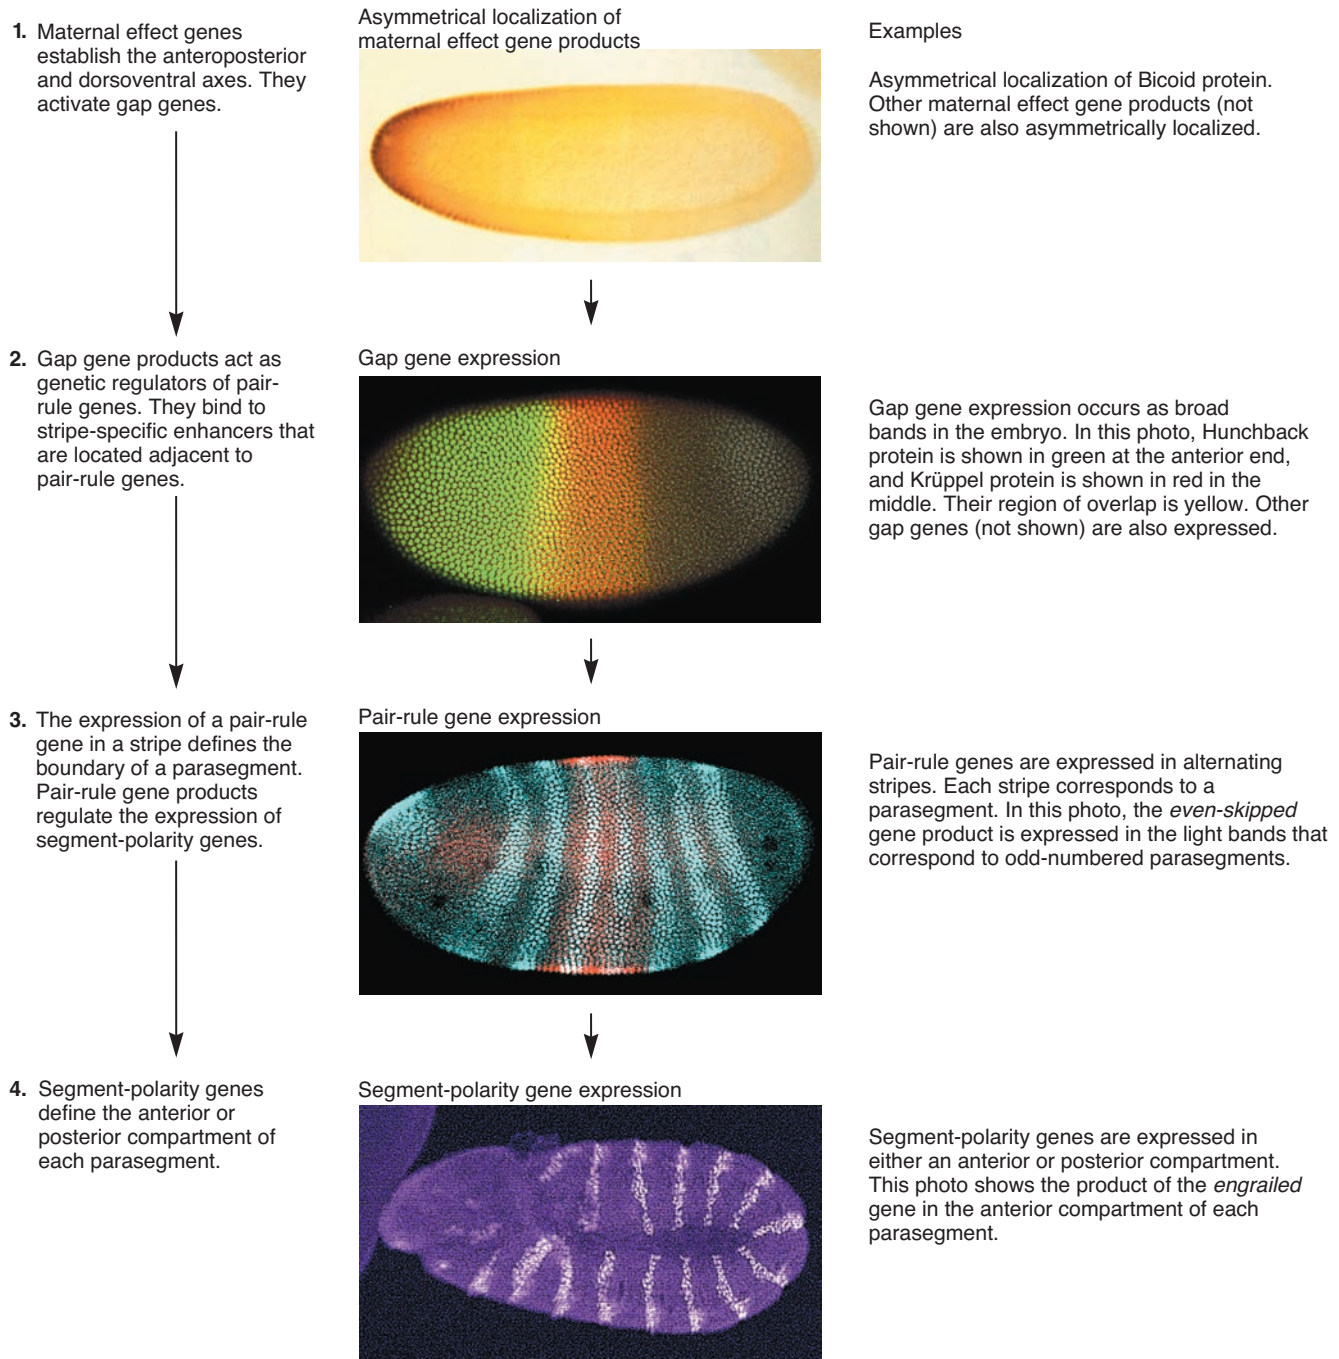 1. Maternal effect genes
establish the anteroposterior
and dorsoventral axes. They
activate gap genes.
Asymmetrical localization of
maternal effect gene products
Examples
Asymmetrical localization of Bicoid protein.
Other maternal effect gene products (not
shown) are also asymmetrically localized.
2. Gap gene products act as
genetic regulators of pair-
rule genes. They bind to
stripe-specific enhancers that
are located adjacent to
pair-rule genes.
Gap gene expression
Gap gene expression occurs as broad
bands in the embryo. In this photo, Hunchback
protein is shown in green at the anterior end,
and Krüppel protein is shown in red in the
middle. Their region of overlap is yellow. Other
gap genes (not shown) are also expressed.
3. The expression of a pair-rule
gene in a stripe defines the
boundary of a parasegment.
Pair-rule gene products
regulate the expression of
segment-polarity genes.
Pair-rule gene expression
Pair-rule genes are expressed in alternating
stripes. Each stripe corresponds to a
parasegment. In this photo, the even-skipped
gene product is expressed in the light bands that
correspond to odd-numbered parasegments.
4. Segment-polarity genes
define the anterior or
posterior compartment of
each parasegment.
Segment-polarity gene expression
Segment-polarity genes are expressed in
either an anterior or posterior compartment.
This photo shows the product of the engrailed
gene in the anterior compartment of each
parasegment.